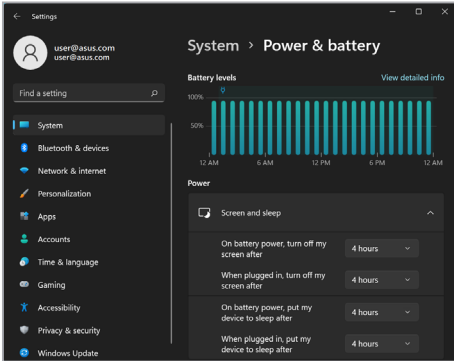 Settings
user@asus.com
user@asus.com
Find a setting
System
Bluetooth & devices
Network & internet
Personalization
Apps
Accounts
Time & language
Gaming
Accessibility
Privacy & security
Windows Update
System > Power & battery
Battery levels
View detailed info
100%
50%
12 AM 6 AM 12 PM 6 PM 12 AM
Power
Screen and sleep
On battery power, turn off my
screen after
4 hours
When plugged in, turn off my
screen after
4 hours
On battery power, put my
device to sleep after
4 hours
When plugged in, put my
device to sleep after
4 hours